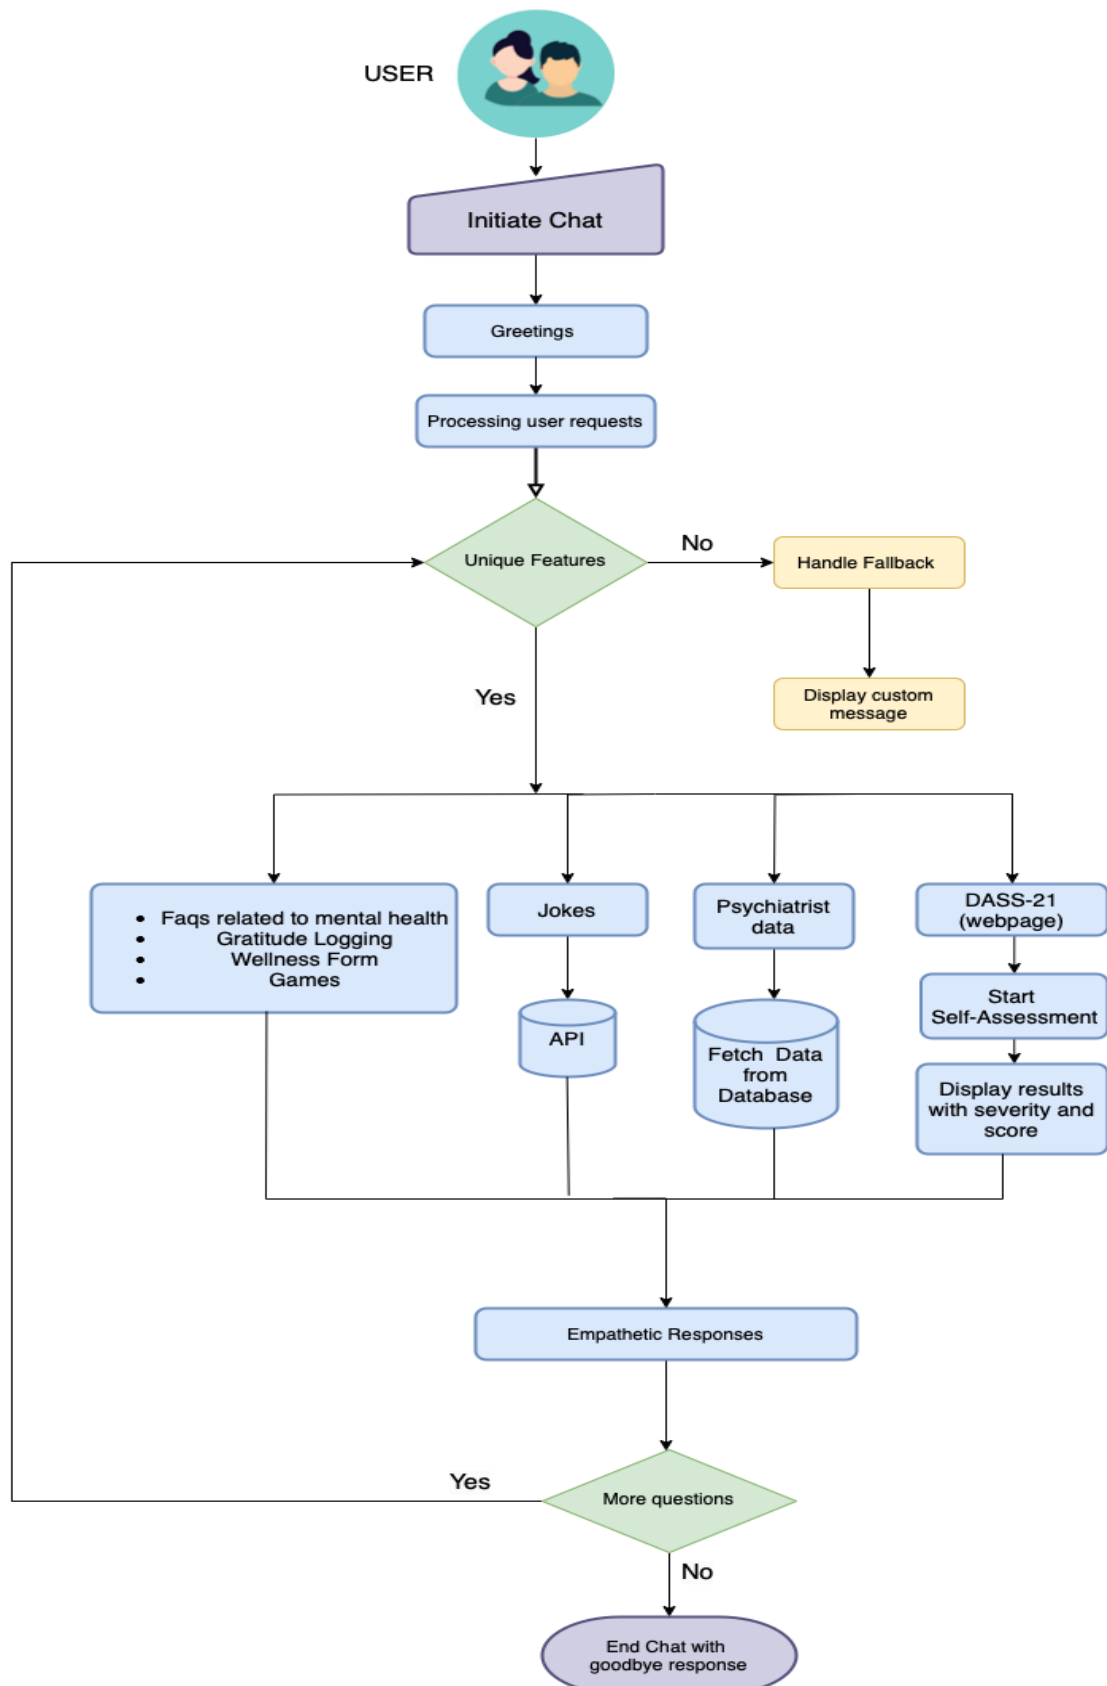 USER
Initiate Chat
Greetings
Processing user requests
Unique Features
No
Handle Fallback
Display custom
message
Yes
• Faqs related to mental health
• Gratitude Logging
• Wellness Form
• Games
Jokes
API
Psychiatrist
data
Fetch Data
from
Database
DASS-21
(webpage)
Start
Self-Assessment
Display results
with severity and
score
Empathetic Responses
More questions
Yes
No
End Chat with
goodbye response